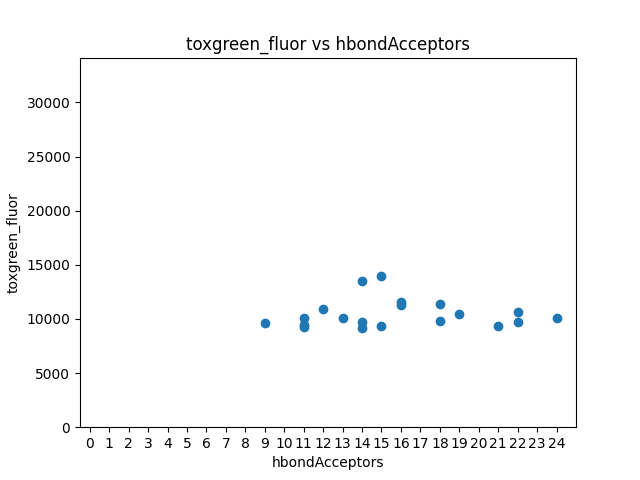 toxgreen_fluor vs hbondAcceptors
30000
25000
20000
15000
10000
5000
0
toxgreen_fluor
0 1 2 3 4 5 6 7 8 9 10 11 12 13 14 15 16 17 18 19 20 21 22 23 24
hbondAcceptors